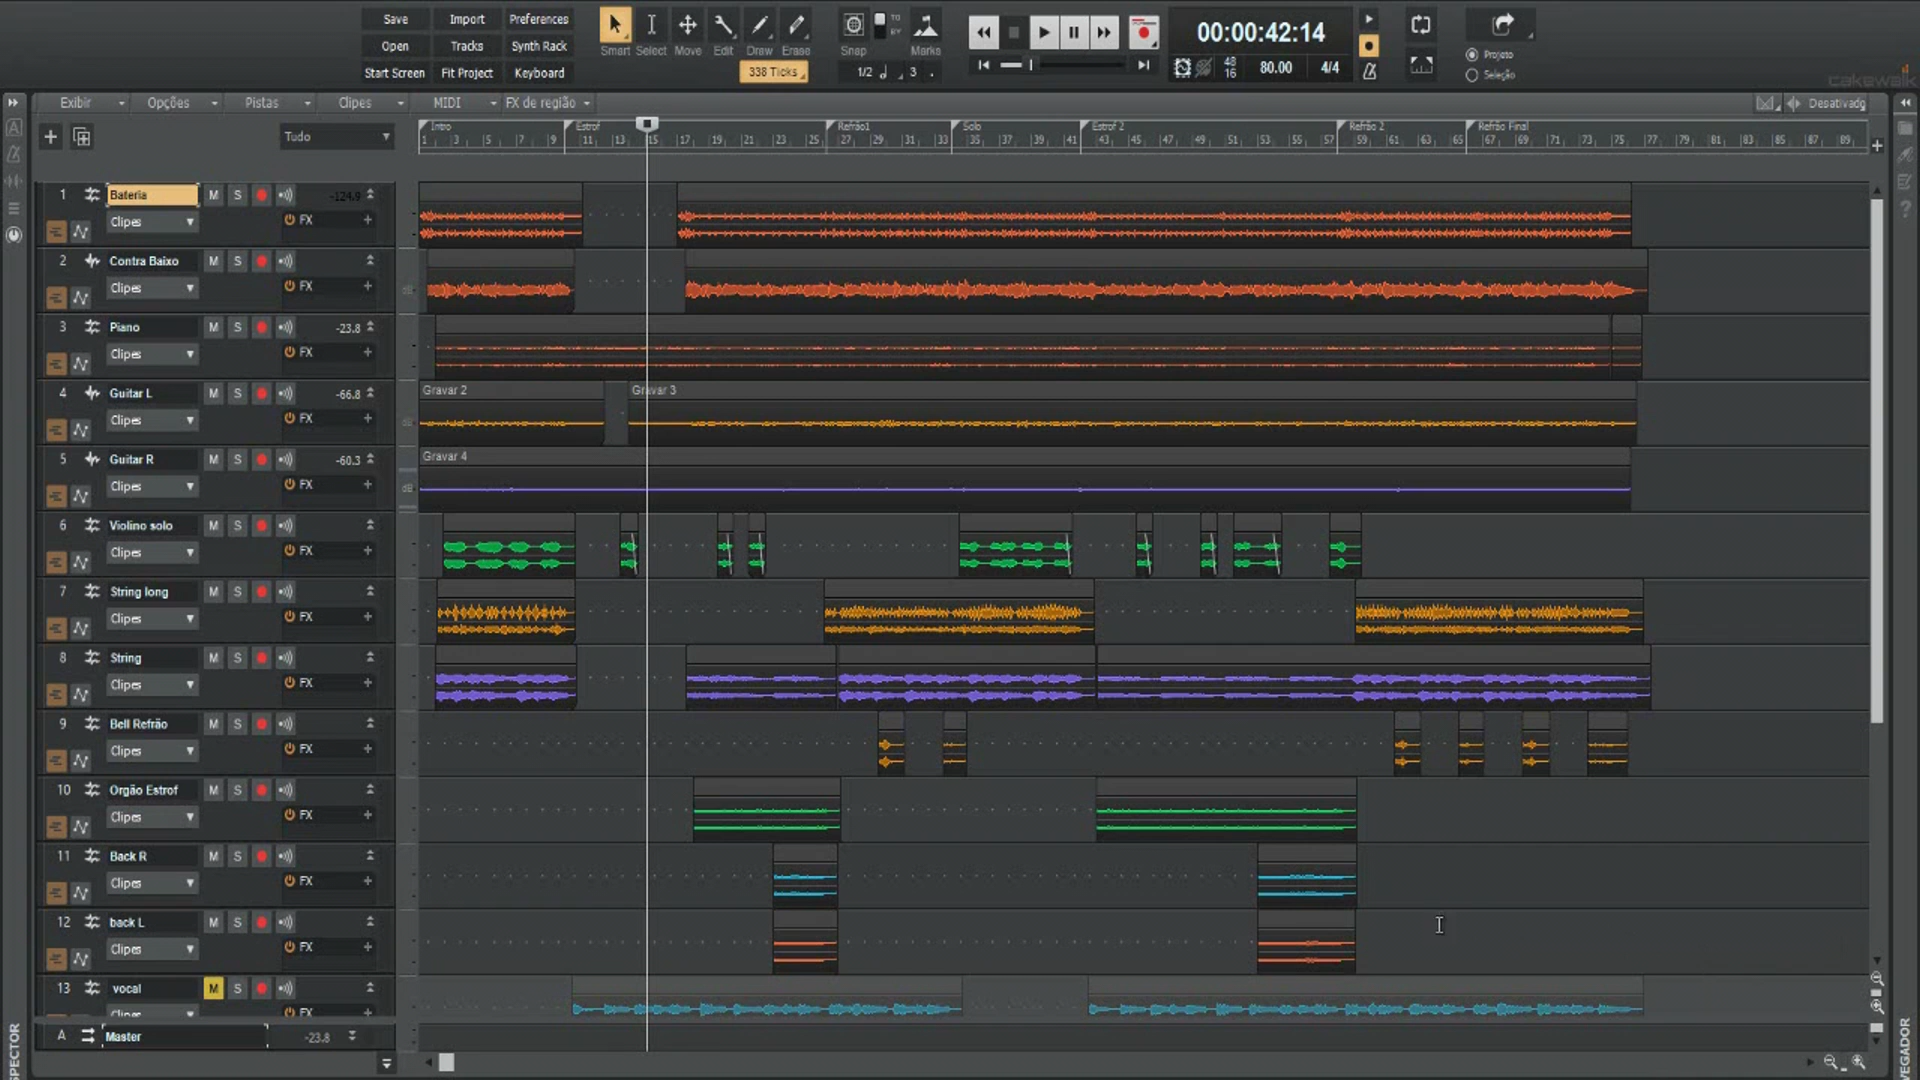 Save Import Preferences
Open Tracks Synth Rack
Start Screen Fit Project Keyboard
Smart Select Move Edit Draw Erase Snap TO BY Marks
338 Ticks 1/2 3
00:00:42:14
48 16 80.00 4/4
Projeto
Seleção
cakewalk
Exibir Opções Pistas Clipes MIDI FX de região Desativado
Tudo
Intro Estrof Refrão1 Solo Estrof 2 Refrão 2 Refrão Final
1 3 5 7 9 11 13 15 17 19 21 23 25 27 29 31 33 35 37 39 41 43 45 47 49 51 53 55 57 59 61 63 65 67 69 71 73 75 77 79 81 83 85 87 89
1 Bateria M S -124.9
Clipes FX
2 Contra Baixo M S
Clipes FX
3 Piano M S -23.8
Clipes FX
4 Guitar L M S -66.8
Clipes FX
Gravar 2 Gravar 3
5 Guitar R M S -60.3
Clipes FX
Gravar 4
6 Violino solo M S
Clipes FX
7 String long M S
Clipes FX
8 String M S
Clipes FX
9 Bell Refrão M S
Clipes FX
10 Orgão Estrof M S
Clipes FX
11 Back R M S
Clipes FX
12 back L M S
Clipes FX
13 vocal M S
Clipes FX
A Master -23.8